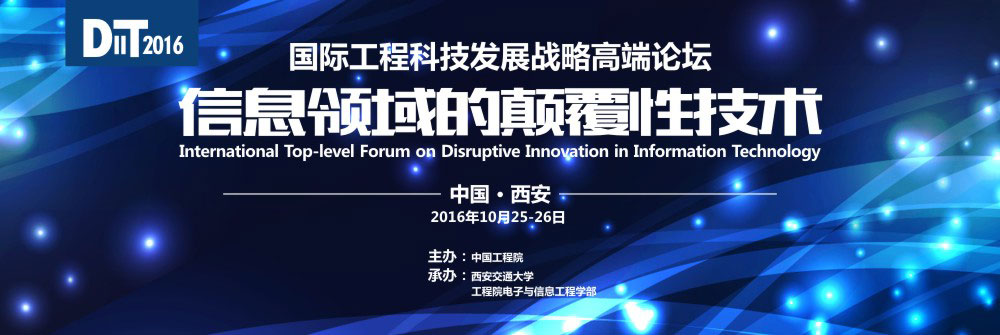 DIIT2016
国际工程科技发展战略高端论坛
信息领域的颠覆性技术
International Top-level Forum on Disruptive Innovation in Information Technology
中国·西安
2016年10月25-26日
主办：中国工程院
承办：西安交通大学
工程院电子与信息工程学部